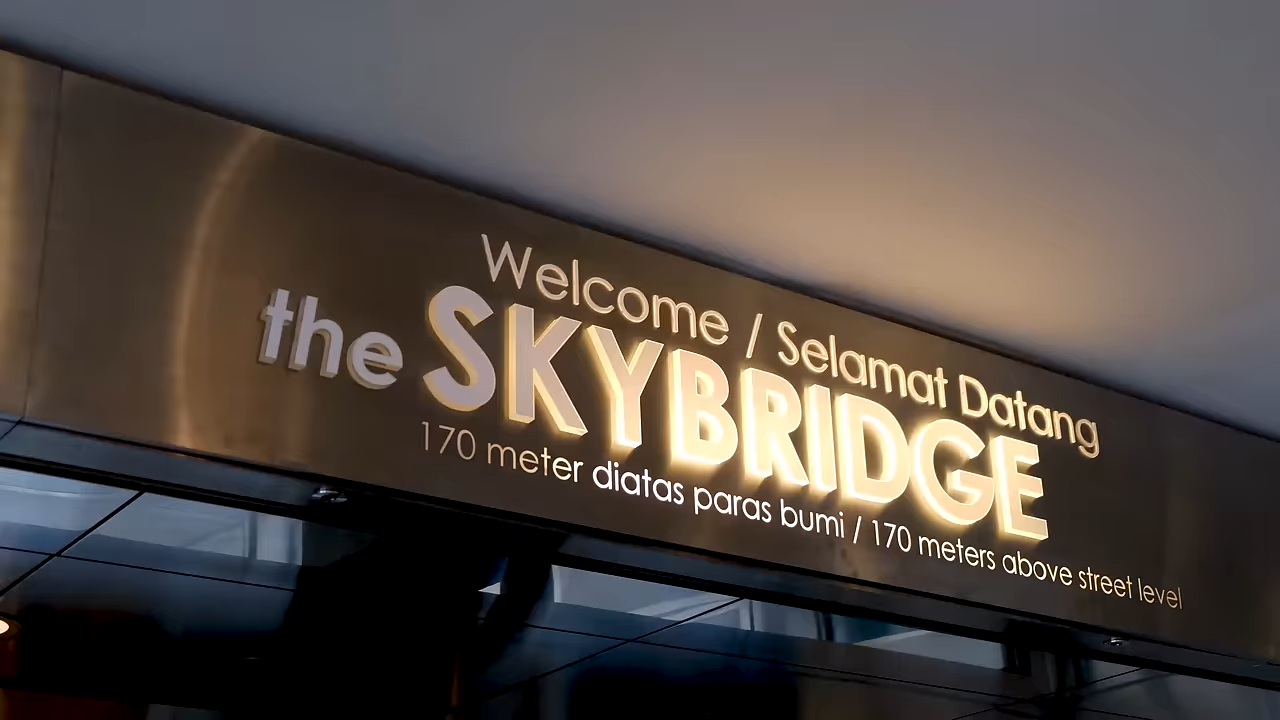 Welcome / Selamat Datang
the SKYBRIDGE
170 meter diatas paras bumi / 170 meters above street level